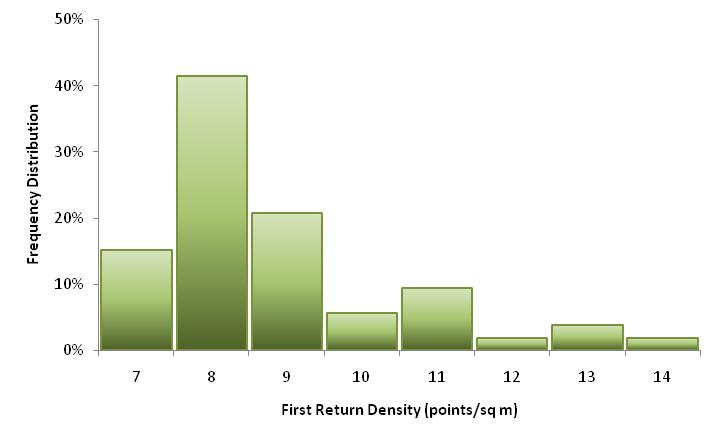 50%
40%
30%
20%
10%
0%
Frequency Distribution
7 8 9 10 11 12 13 14
First Return Density (points/sq m)